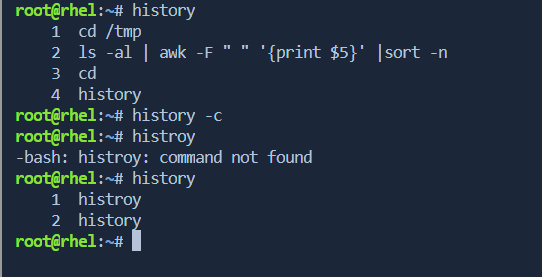 root@rhel:~# history
    1  cd /tmp
    2  ls -al | awk -F " " '{print $5}' |sort -n
    3  cd
    4  history
root@rhel:~# history -c
root@rhel:~# histroy
-bash: histroy: command not found
root@rhel:~# history
    1  histroy
    2  history
root@rhel:~#